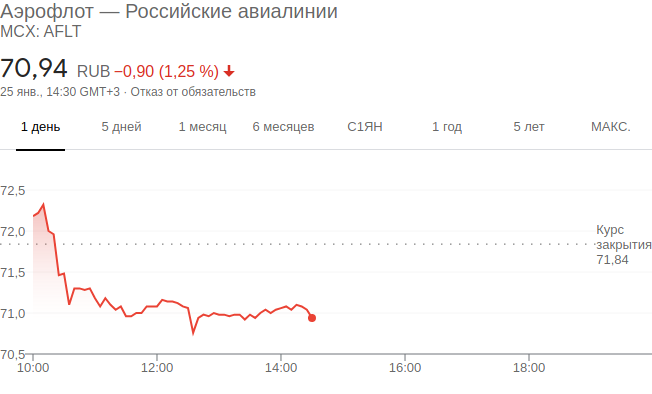 Аэрофлот — Российские авиалинии
MCX: AFLT
70,94 RUB −0,90 (1,25 %)
25 янв., 14:30 GMT+3 · Отказ от обязательств
1 день 5 дней 1 месяц 6 месяцев С1ЯН 1 год 5 лет МАКС.
72,5
72,0
Курс
закрытия
71,84
71,5
71,0
70,5
10:00 12:00 14:00 16:00 18:00